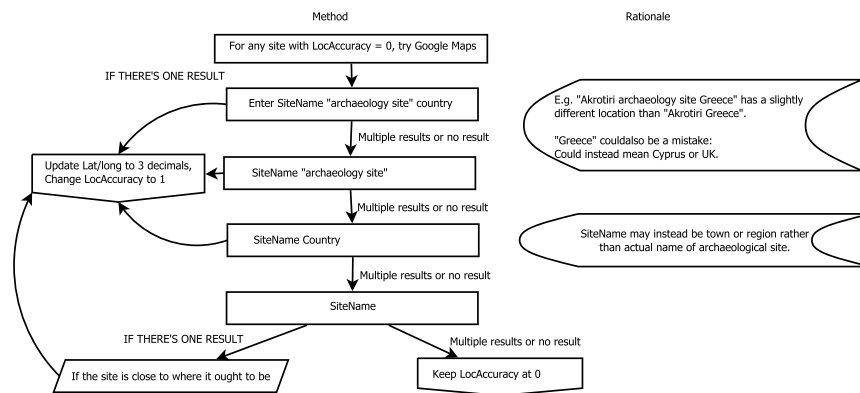 Method
Rationale
For any site with LocAccuracy = 0, try Google Maps
IF THERE'S ONE RESULT
Enter SiteName "archaeology site" country
E.g. "Akrotiri archaeology site Greece" has a slightly
different location than "Akrotiri Greece".
"Greece" couldalso be a mistake:
Could instead mean Cyprus or UK.
Multiple results or no result
Update Lat/long to 3 decimals,
Change LocAccuracy to 1
SiteName "archaeology site"
Multiple results or no result
SiteName Country
SiteName may instead be town or region rather
than actual name of archaeological site.
Multiple results or no result
SiteName
IF THERE'S ONE RESULT
Multiple results or no result
If the site is close to where it ought to be
Keep LocAccuracy at 0